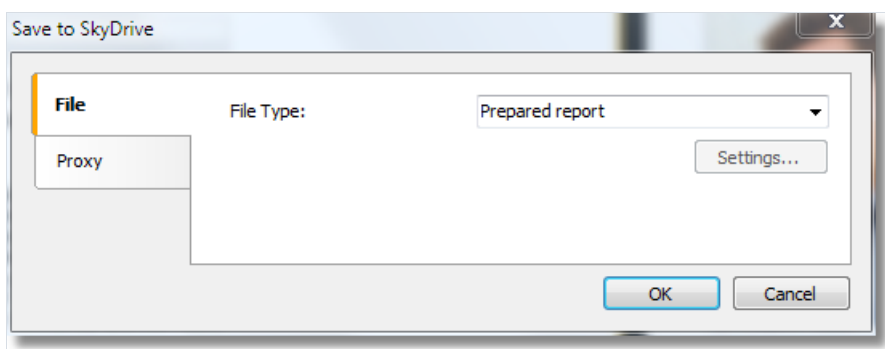 Save to SkyDrive
X
File
File Type:
Prepared report
Proxy
Settings...
OK
Cancel